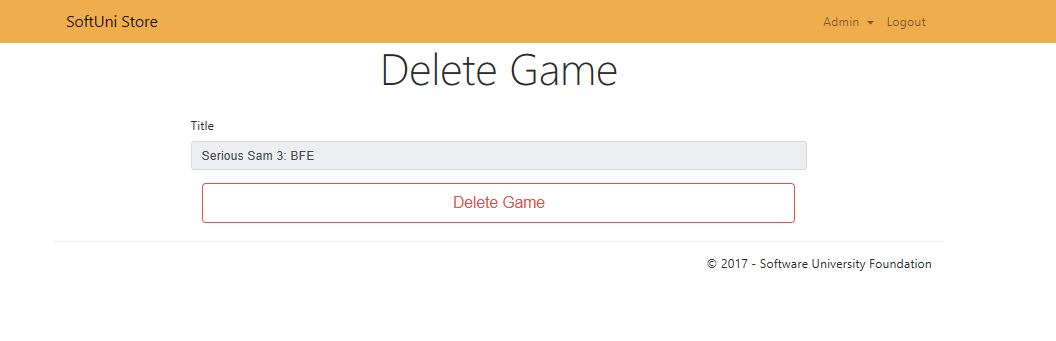 SoftUni Store Admin Logout
Delete Game
Title
Serious Sam 3: BFE
Delete Game
© 2017 - Software University Foundation